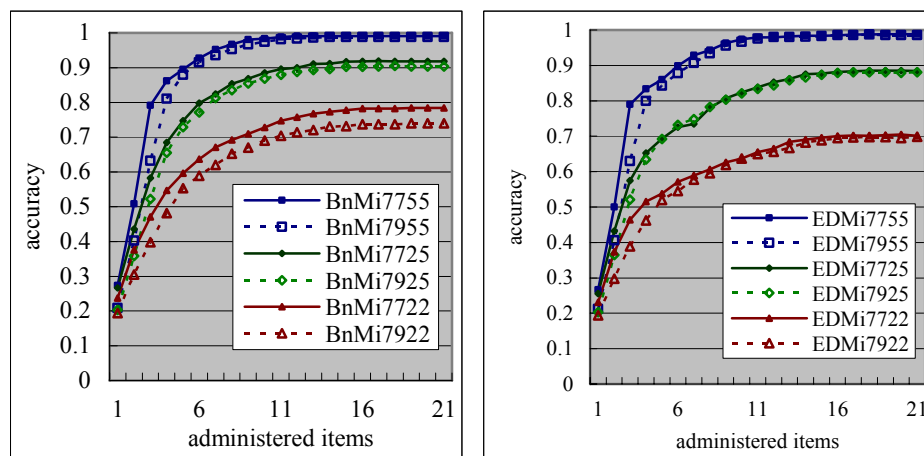 1
0.9
0.8
0.7
0.6
0.5
0.4
0.3
0.2
0.1
0
accuracy
BnMi7755
BnMi7955
BnMi7725
BnMi7925
BnMi7722
BnMi7922
1 6 11 16 21
administered items
1
0.9
0.8
0.7
0.6
0.5
0.4
0.3
0.2
0.1
0
accuracy
EDMi7755
EDMi7955
EDMi7725
EDMi7925
EDMi7722
EDMi7922
1 6 11 16 21
administered items